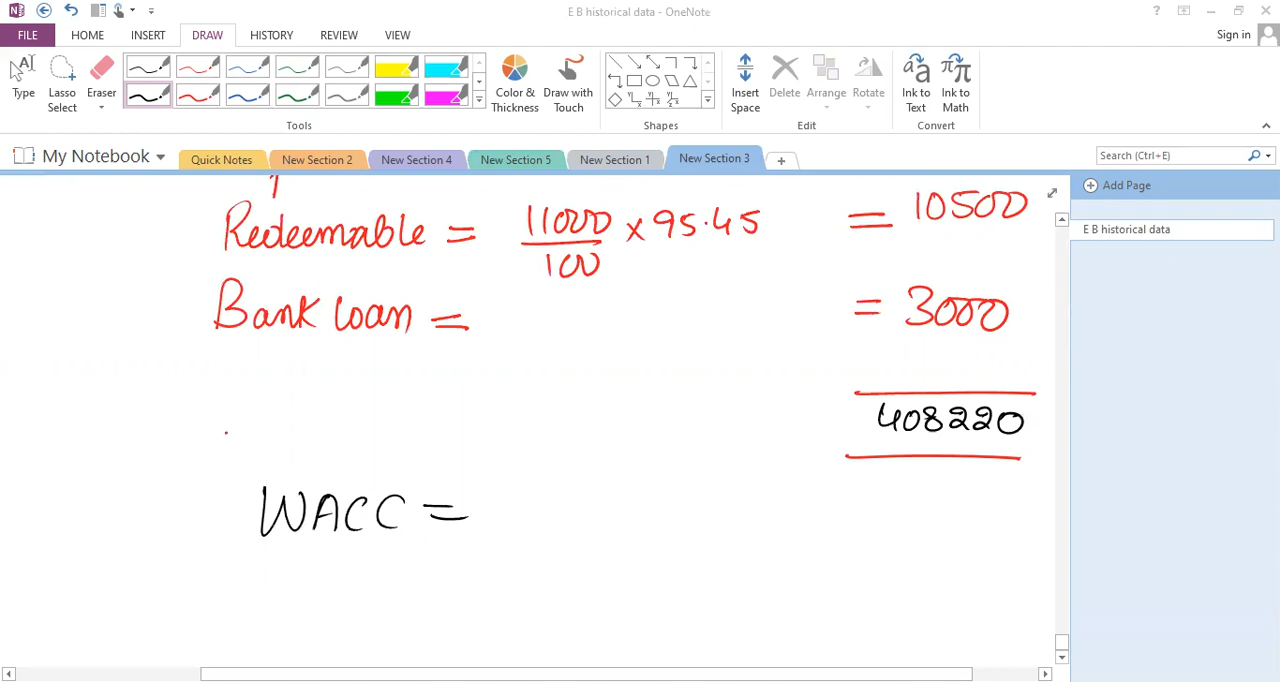 E B historical data - OneNote
?
FILE HOME INSERT DRAW HISTORY REVIEW VIEW
Sign in
Type
Lasso Select
Eraser
Color & Thickness
Draw with Touch
Insert Space
Delete
Arrange
Rotate
Ink to Text
Ink to Math
Tools Shapes Edit Convert
My Notebook
Quick Notes New Section 2 New Section 4 New Section 5 New Section 1 New Section 3
Search (Ctrl+E)
Add Page
E B historical data
Redeemable = 11000 / 100 × 95.45 = 10500
Bank loan = = 3000
408220
WACC =